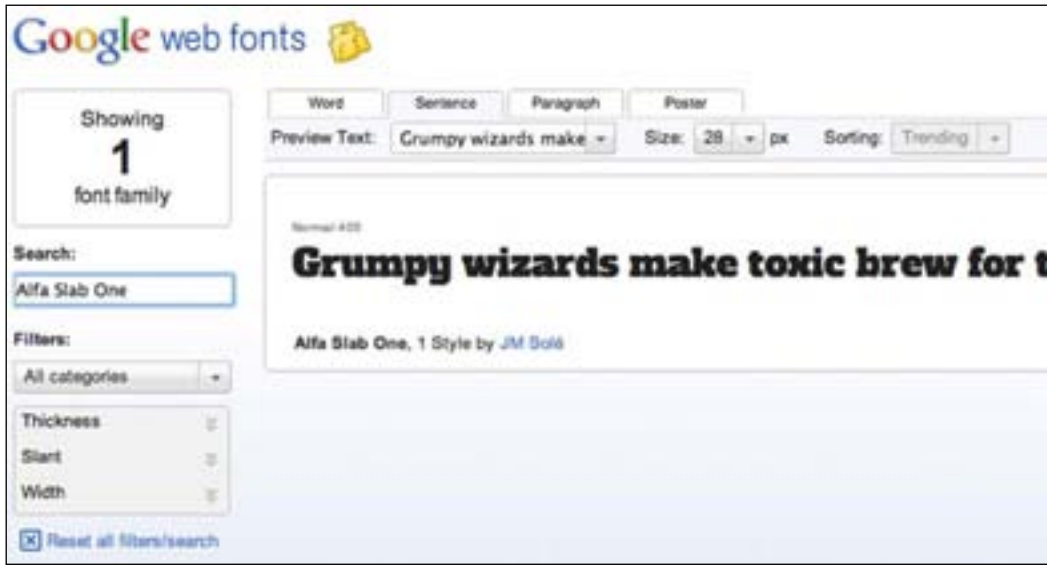 Google web fonts
Showing
1
font family
Search:
Alfa Slab One
Filters:
All categories
Thickness
Slant
Width
Reset all filters/search
Word Sentence Paragraph Poster
Preview Text: Grumpy wizards make Size: 28 px Sorting: Trending
Normal 400
Grumpy wizards make toxic brew for t
Alfa Slab One, 1 Style by JM Solé